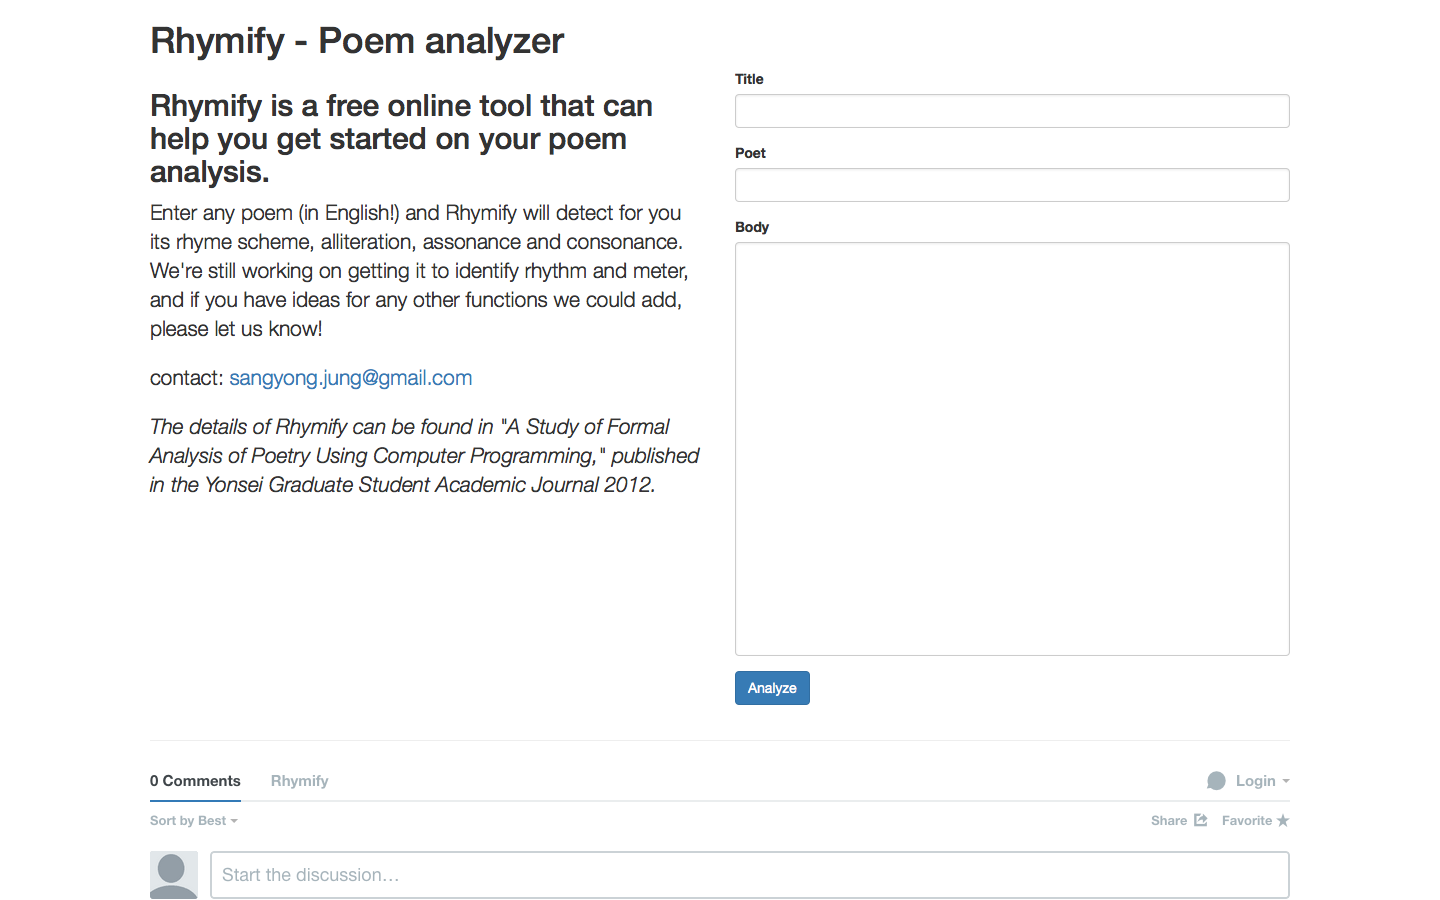 Rhymify - Poem analyzer
Rhymify is a free online tool that can
help you get started on your poem
analysis.
Enter any poem (in English!) and Rhymify will detect for you
its rhyme scheme, alliteration, assonance and consonance.
We're still working on getting it to identify rhythm and meter,
and if you have ideas for any other functions we could add,
please let us know!
contact: sangyong.jung@gmail.com
The details of Rhymify can be found in "A Study of Formal
Analysis of Poetry Using Computer Programming," published
in the Yonsei Graduate Student Academic Journal 2012.
Title
Poet
Body
Analyze
0 Comments
Rhymify
Login
Sort by Best
Share
Favorite
Start the discussion…